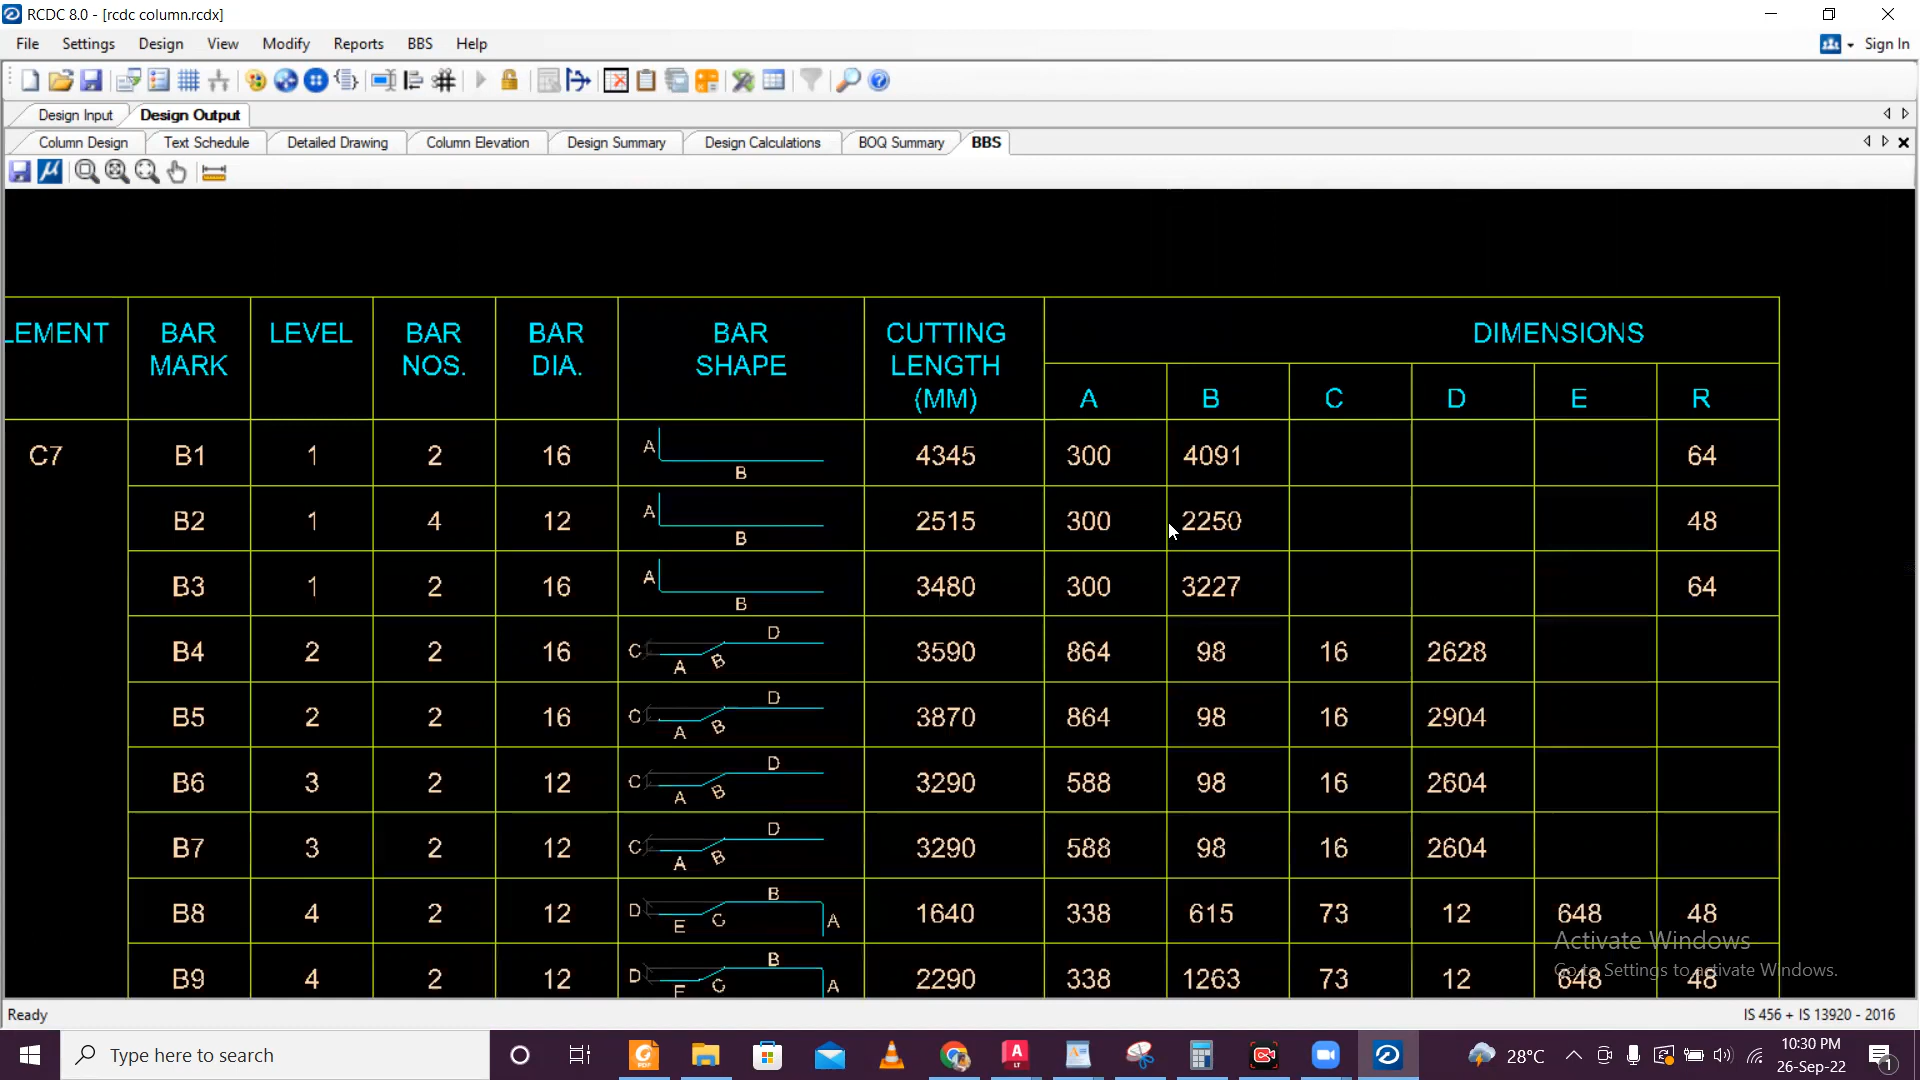 RCDC 8.0 - [rcdc column.rcdx]
File Settings Design View Modify Reports BBS Help Sign In
Design Input Design Output
Column Design Text Schedule Detailed Drawing Column Elevation Design Summary Design Calculations BOQ Summary BBS
LEMENT BAR MARK LEVEL BAR NOS. BAR DIA. BAR SHAPE CUTTING LENGTH (MM) DIMENSIONS
A B C D E R
C7 B1 1 2 16 A B 4345 300 4091 64
B2 1 4 12 A B 2515 300 2250 48
B3 1 2 16 A B 3480 300 3227 64
B4 2 2 16 C A B D 3590 864 98 16 2628
B5 2 2 16 C A B D 3870 864 98 16 2904
B6 3 2 12 C A B D 3290 588 98 16 2604
B7 3 2 12 C A B D 3290 588 98 16 2604
B8 4 2 12 D E C B A 1640 338 615 73 12 648 48
B9 4 2 12 D E C B A 2290 338 1263 73 12 648 48
Activate Windows
Go to Settings to activate Windows.
Ready IS 456 + IS 13920 - 2016
Type here to search 28°C 10:30 PM
26-Sep-22 1